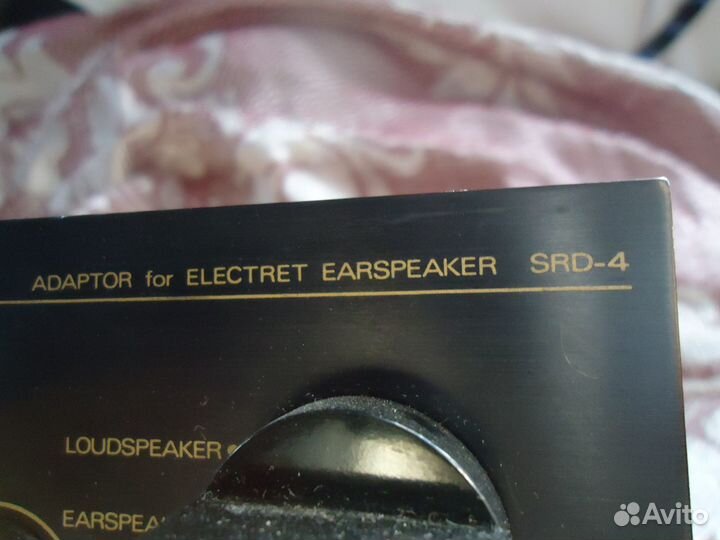 ADAPTOR for ELECTRET EARSPEAKER SRD-4
LOUDSPEAKER
Avito